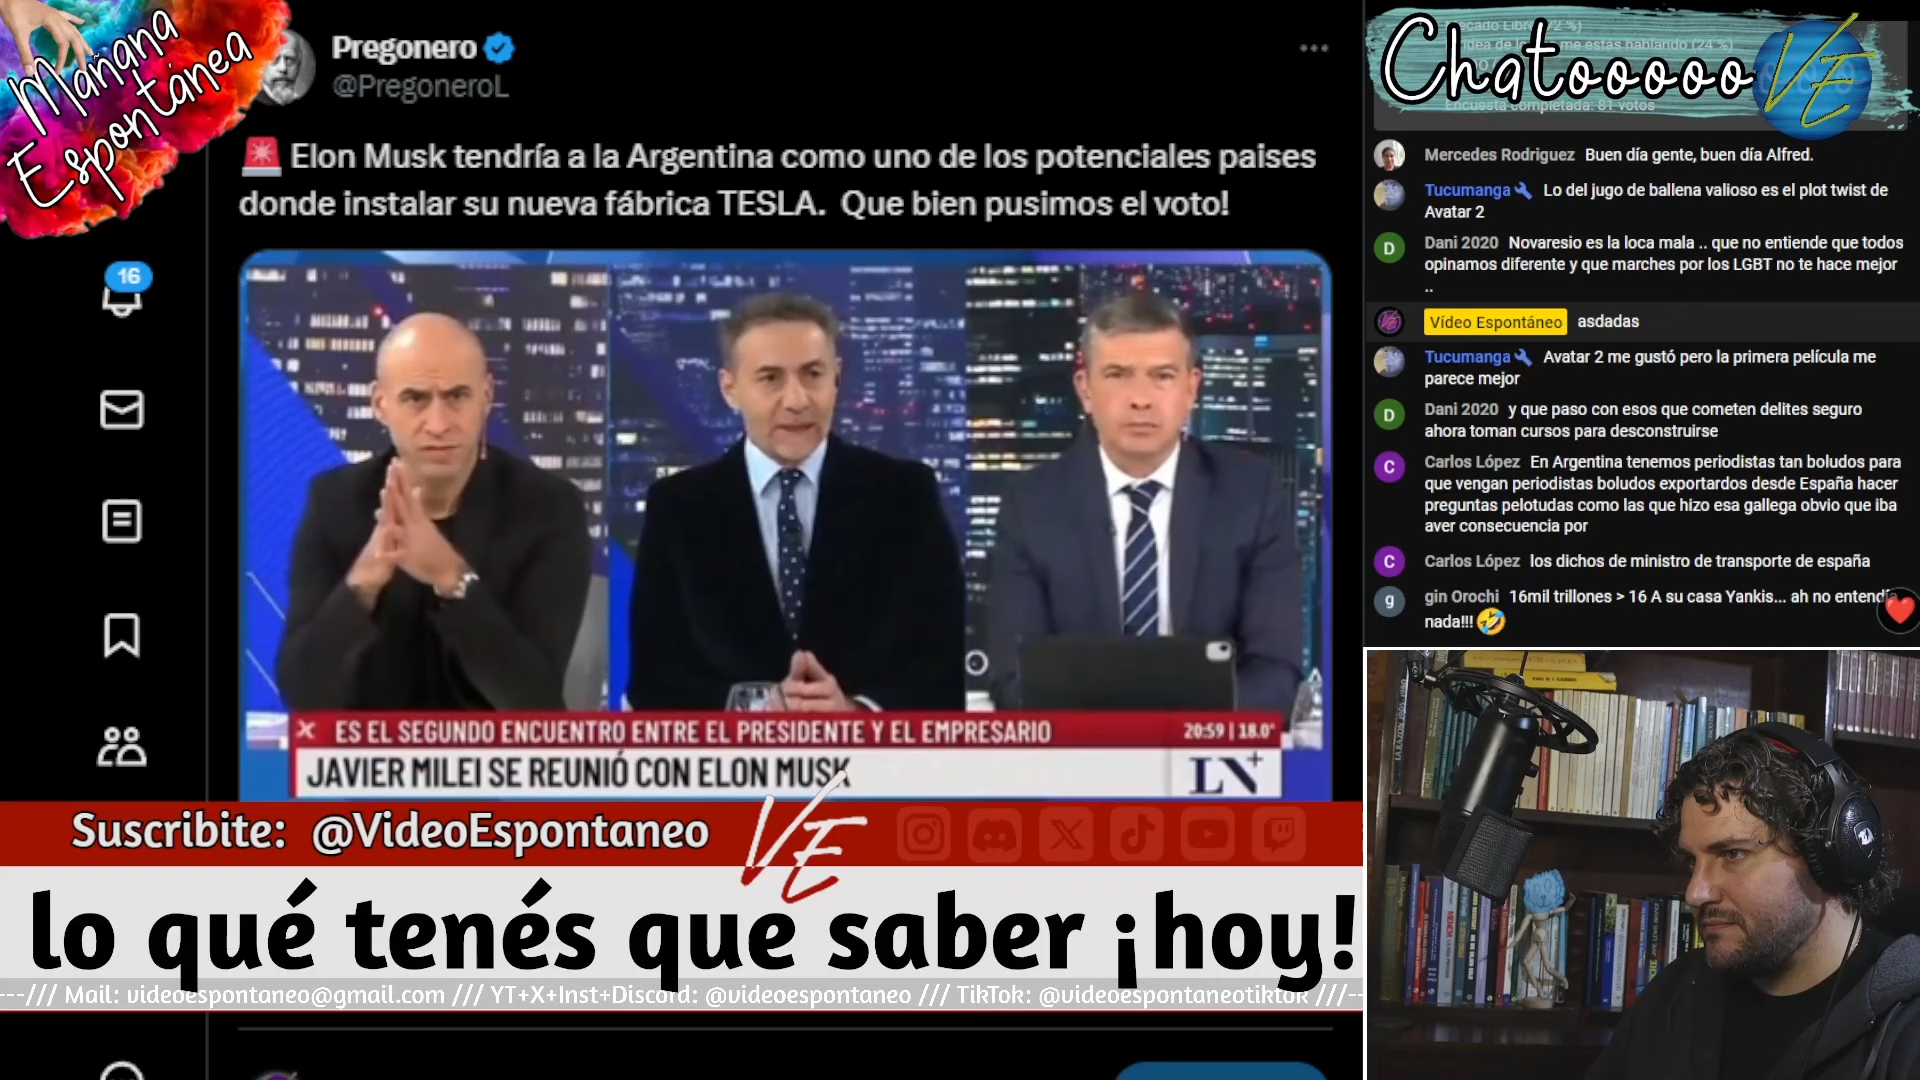 Mañana
Espontánea
Pregonero
@PregoneroL
Elon Musk tendría a la Argentina como uno de los potenciales paises
donde instalar su nueva fábrica TESLA. Que bien pusimos el voto!
16
ES EL SEGUNDO ENCUENTRO ENTRE EL PRESIDENTE Y EL EMPRESARIO
20:59 | 18.0°
JAVIER MILEI SE REUNIÓ CON ELON MUSK
LN+
Suscribite: @VideoEspontaneo
VE
lo qué tenés que saber ¡hoy!
---/// Mail: videoespontaneo@gmail.com /// YT+X+Inst+Discord: @videoespontaneo /// TikTok: @videoespontaneotiktok ///--
Chatooooo
VE
me estas hablando (24 %)
Encuesta completada: 81 votos
Mercedes Rodriguez Buen día gente, buen día Alfred.
Tucumanga Lo del jugo de ballena valioso es el plot twist de
Avatar 2
D
Dani 2020 Novaresio es la loca mala .. que no entiende que todos
opinamos diferente y que marches por los LGBT no te hace mejor
..
Vídeo Espontáneo asdadas
Tucumanga Avatar 2 me gustó pero la primera película me
parece mejor
D
Dani 2020 y que paso con esos que cometen delites seguro
ahora toman cursos para desconstruirse
C
Carlos López En Argentina tenemos periodistas tan boludos para
que vengan periodistas boludos exportardos desde España hacer
preguntas pelotudas como las que hizo esa gallega obvio que iba
aver consecuencia por
C
Carlos López los dichos de ministro de transporte de españa
g
gin Orochi 16mil trillones > 16 A su casa Yankis... ah no entendía
nada!!!